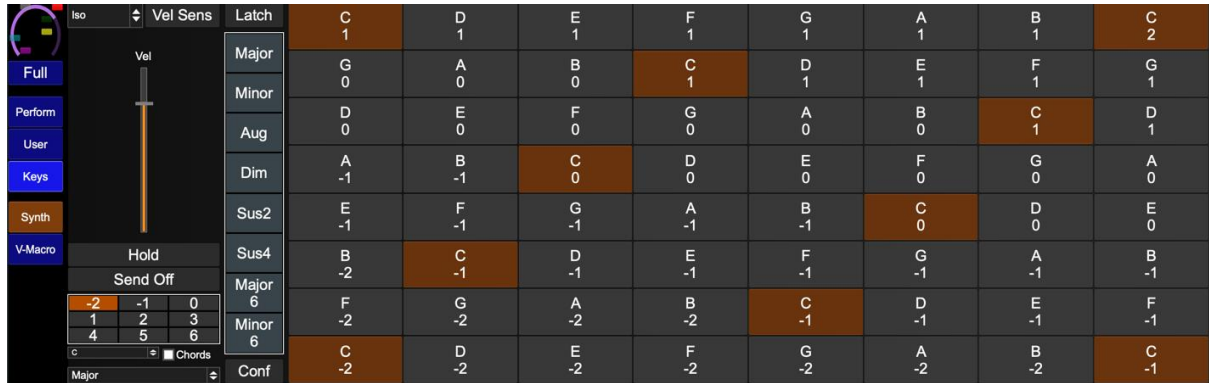 Iso Vel Sens Latch
Vel
Full
Perform
User
Keys
Synth
V-Macro
Hold
Send Off
-2 -1 0
1 2 3
4 5 6
c Chords
Major
Major
Minor
Aug
Dim
Sus2
Sus4
Major
6
Minor
6
Conf
C D E F G A B C
1 1 1 1 1 1 1 2
G A B C D E F G
0 0 0 1 1 1 1 1
D E F G A B C D
0 0 0 0 0 0 1 1
A B C D E F G A
-1 -1 0 0 0 0 0 0
E F G A B C D E
-1 -1 -1 -1 -1 0 0 0
B C D E F G A B
-2 -1 -1 -1 -1 -1 -1 -1
F G A B C D E F
-2 -2 -2 -2 -1 -1 -1 -1
C D E F G A B C
-2 -2 -2 -2 -2 -2 -2 -1